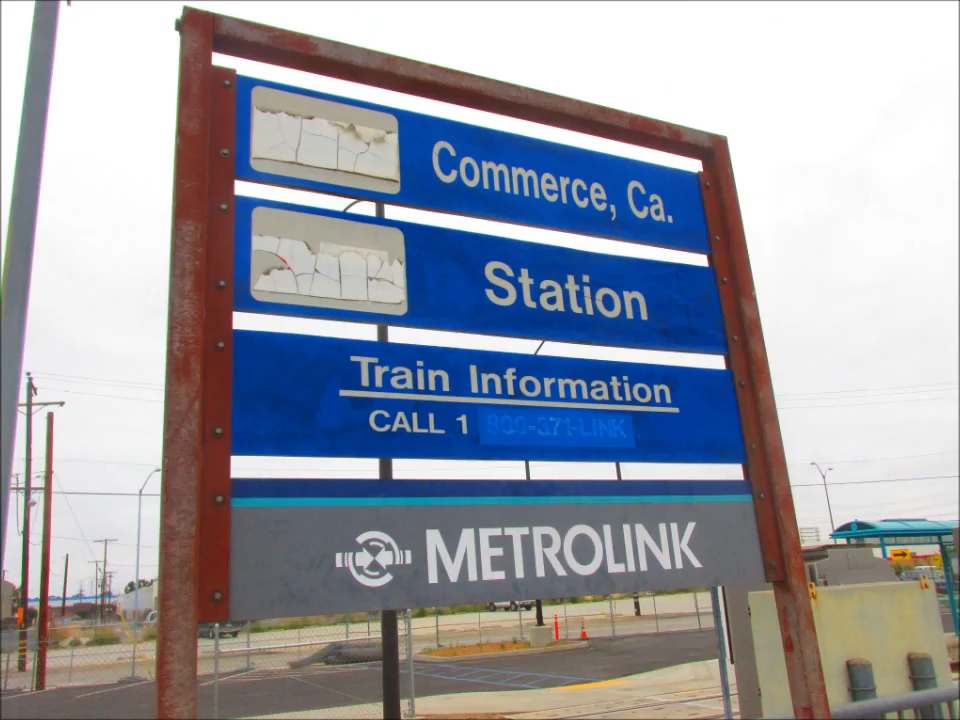 Commerce, Ca.
Station
Train Information
CALL 1 800-371-LINK
METROLINK